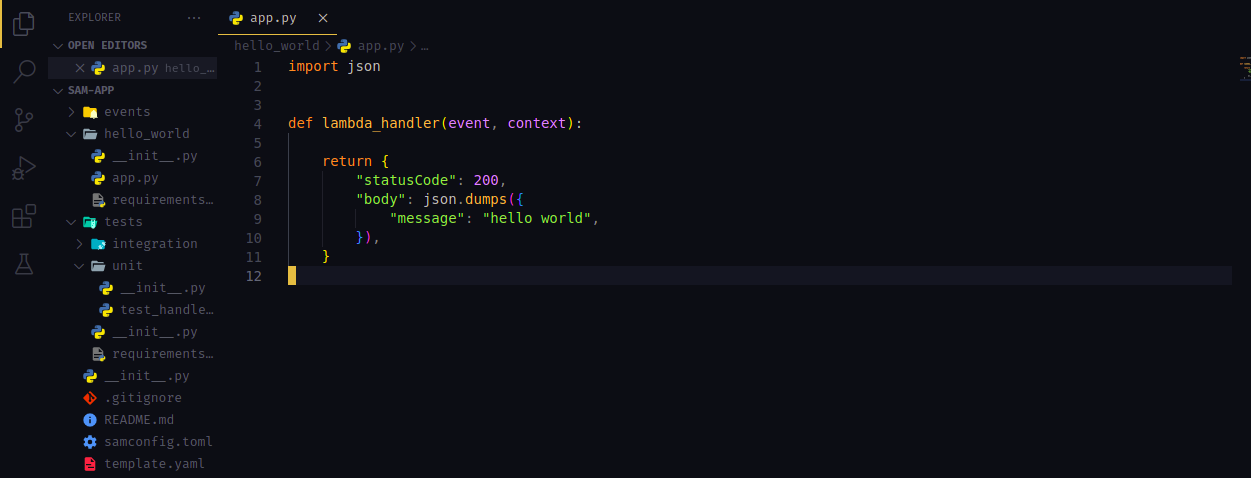 EXPLORER ···
OPEN EDITORS
app.py hello_...
SAM-APP
events
hello_world
__init__.py
app.py
requirements...
tests
integration
unit
__init__.py
test_handle...
__init__.py
requirements...
__init__.py
.gitignore
README.md
samconfig.toml
template.yaml
app.py
hello_world > app.py > ...
1 import json
2
3
4 def lambda_handler(event, context):
5
6     return {
7         "statusCode": 200,
8         "body": json.dumps({
9             "message": "hello world",
10         }),
11     }
12